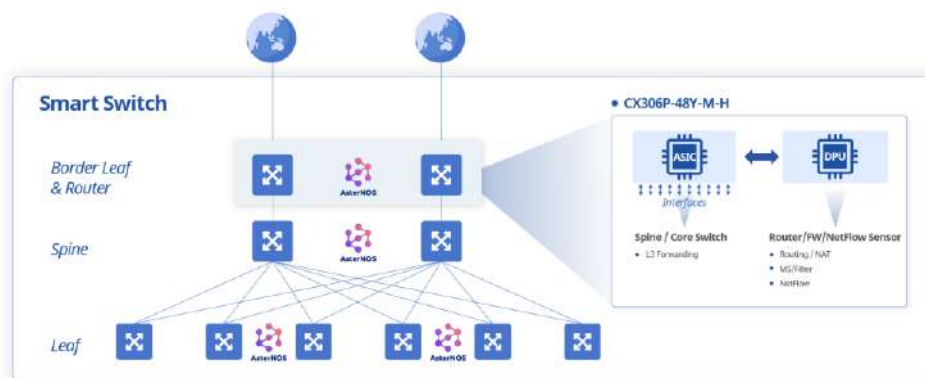 Smart Switch
• CX306P-48Y-M-H
ASIC
DPU
Interfaces
Border Leaf
& Router
AsterNOS
Spine / Core Switch
• L3 Forwarding
Router/FW/NetFlow Sensor
• Routing / NAT
• MS/Filter
• NetFlow
Spine
AsterNOS
Leaf
AsterNOS
AsterNOS